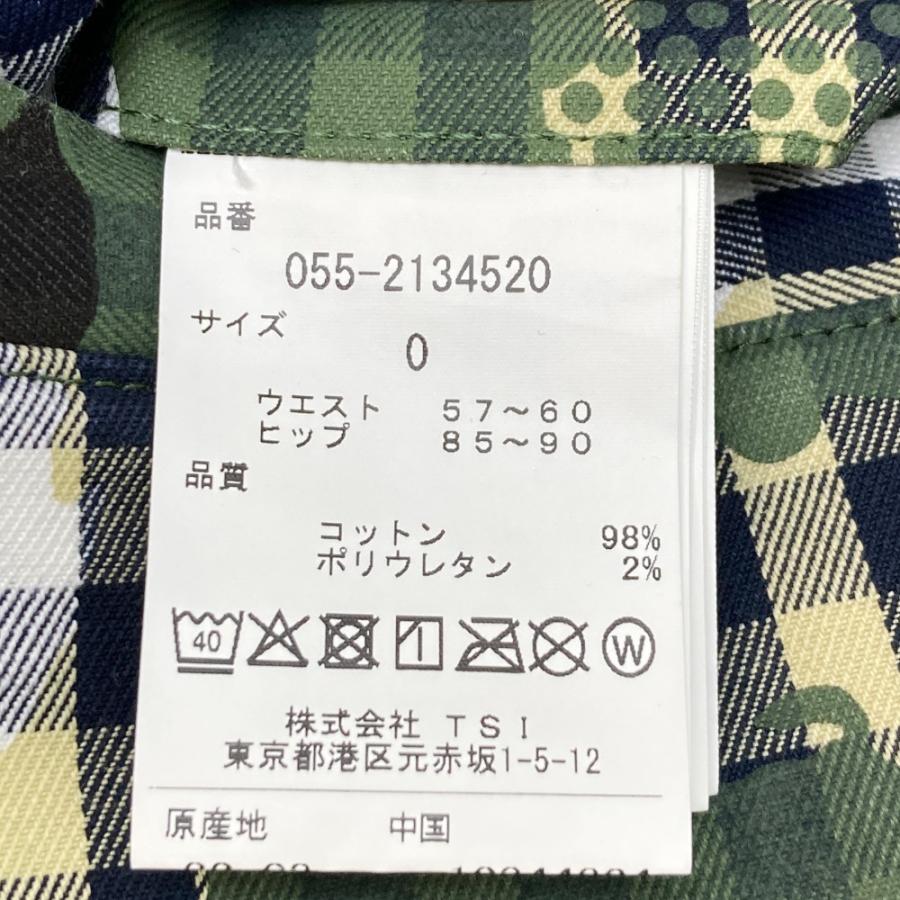 品番
055-2134520
サイズ
0
ウエスト 57～60
ヒップ 85～90
品質
コットン 98%
ポリウレタン 2%
40 W
株式会社 TSI
東京都港区元赤坂1-5-12
原産地 中国